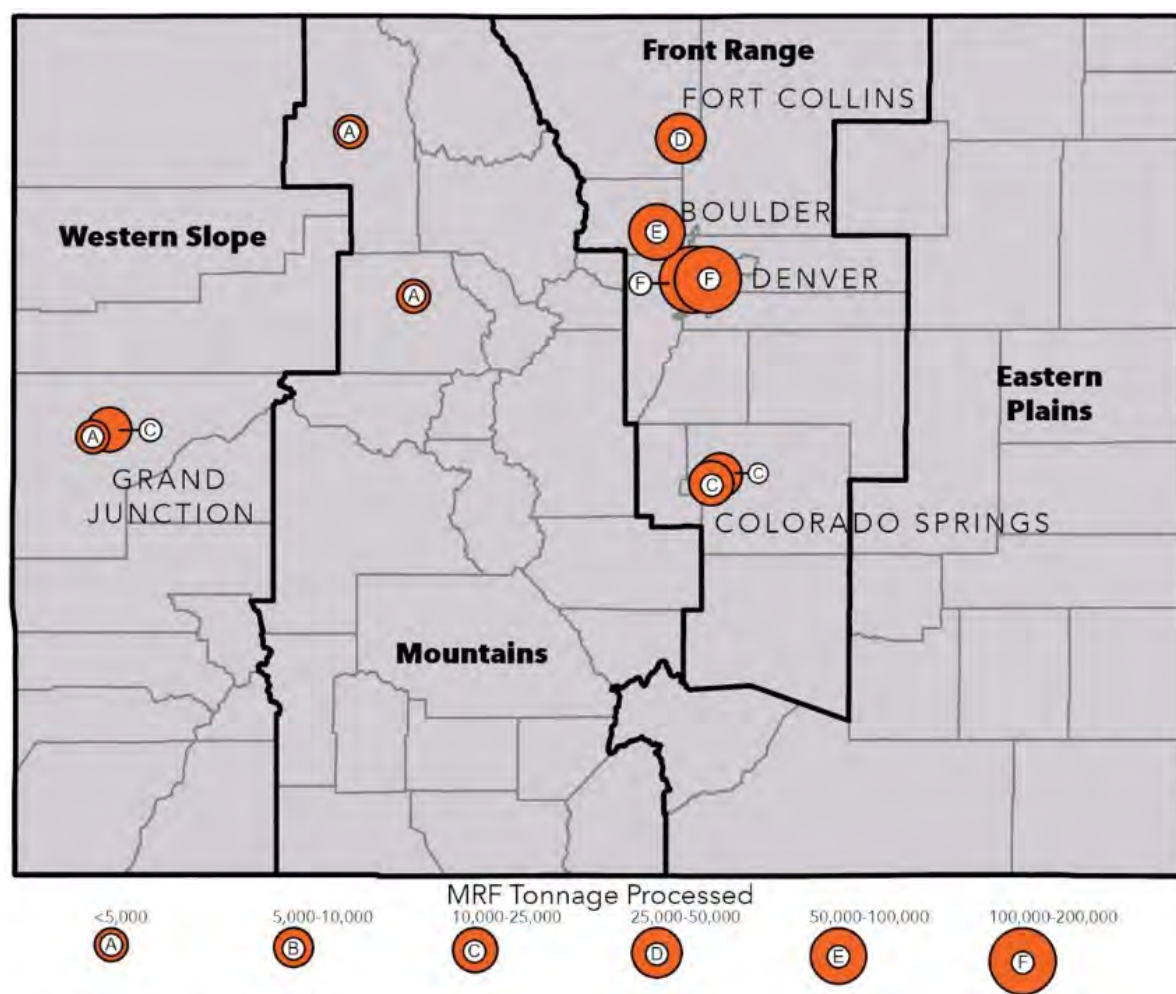 Front Range
FORT COLLINS
A
D
BOULDER
Western Slope
E
F
F
DENVER
A
Eastern
Plains
A
C
GRAND
JUNCTION
C
C
COLORADO SPRINGS
Mountains
MRF Tonnage Processed
<5,000 5,000-10,000 10,000-25,000 25,000-50,000 50,000-100,000 100,000-200,000
A B C D E F